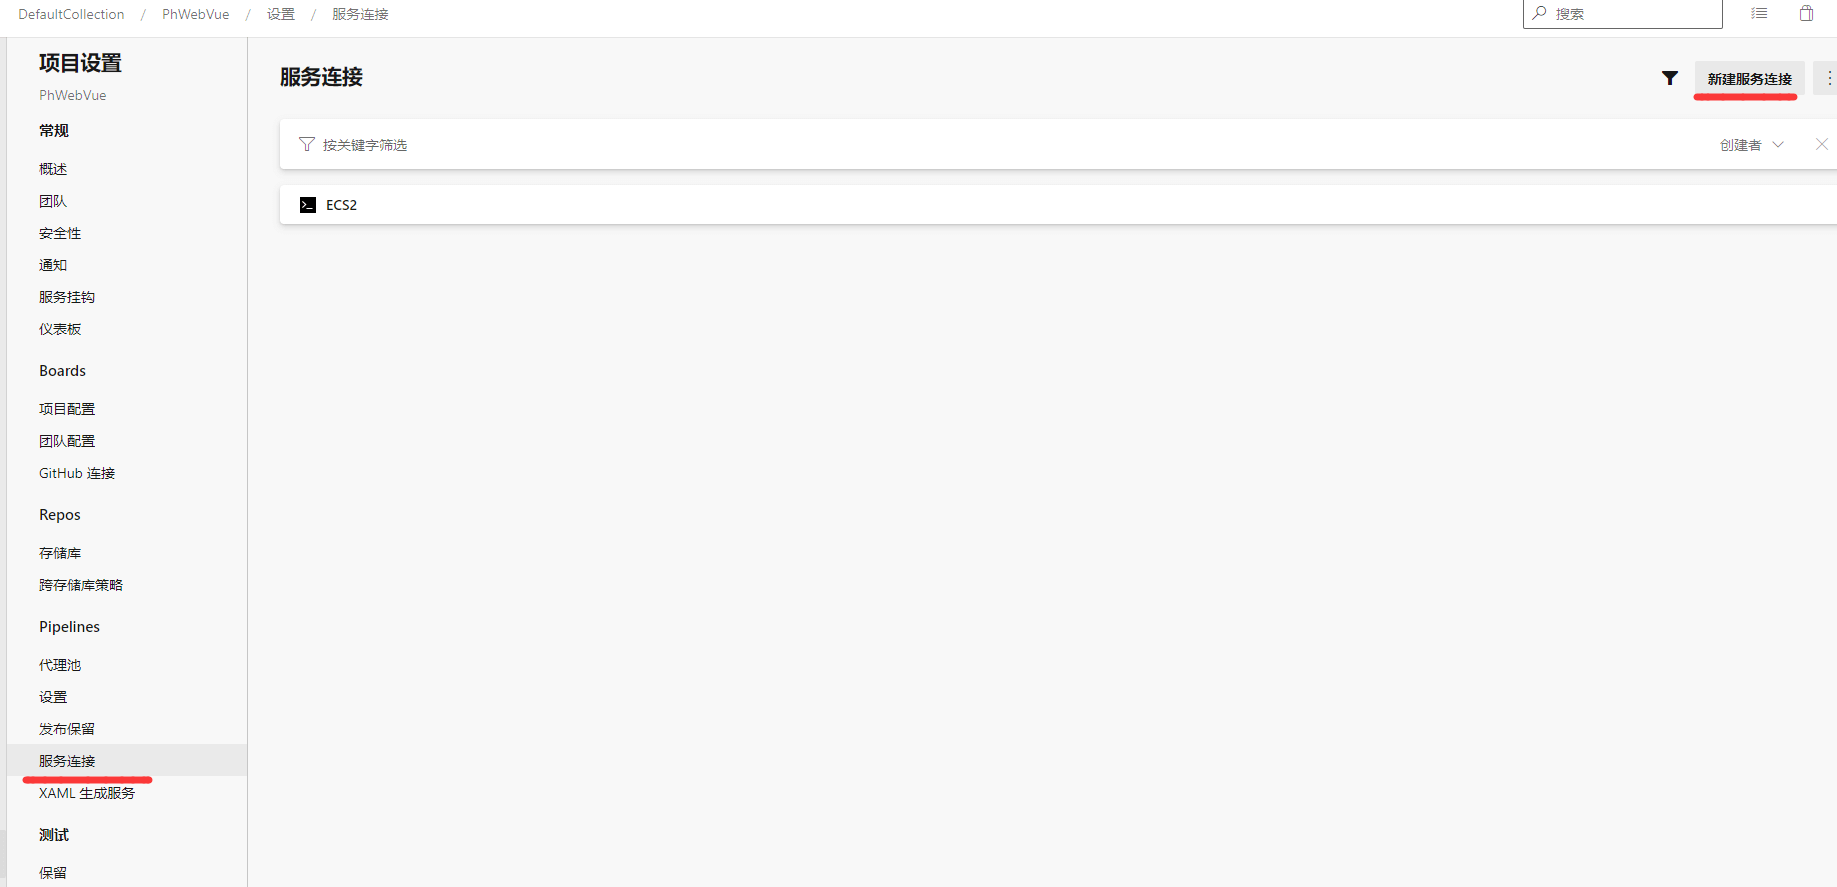 DefaultCollection / PhWebVue / 设置 / 服务连接
搜索
项目设置
PhWebVue
常规
概述
团队
安全性
通知
服务挂钩
仪表板
Boards
项目配置
团队配置
GitHub 连接
Repos
存储库
跨存储库策略
Pipelines
代理池
设置
发布保留
服务连接
XAML 生成服务
测试
保留
服务连接
新建服务连接
按关键字筛选
创建者
ECS2